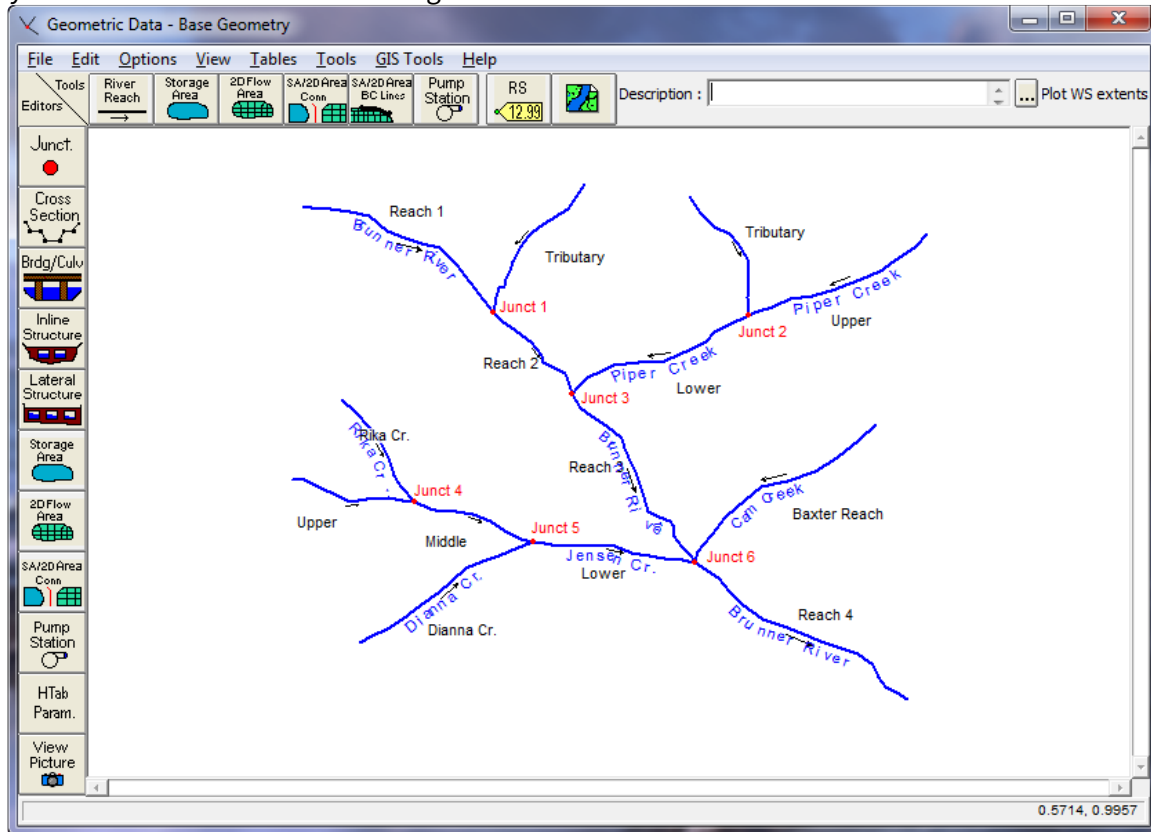 Geometric Data - Base Geometry
File Edit Options View Tables Tools GIS Tools Help
Tools
Editors
River Reach
Storage Area
2D Flow Area
SA/2D Area Conn
SA/2D Area BC Lines
Pump Station
RS
12.99
Description :
... Plot WS extents
Junct.
Cross Section
Brdg/Culv
Inline Structure
Lateral Structure
Storage Area
2D Flow Area
SA/2D Area Conn
Pump Station
HTab Param.
View Picture
Reach 1
Tributary
Tributary
Piper Creek
Upper
Junct 1
Junct 2
Reach 2
Piper Creek
Lower
Junct 3
Rika Cr.
Rika Cr.
Reach
Can Creek
Baxter Reach
Junct 4
Upper
Middle
Junct 5
Jensen Cr.
Lower
Junct 6
Dianna Cr.
Dianna Cr.
Reach 4
Brunner River
0.5714, 0.9957